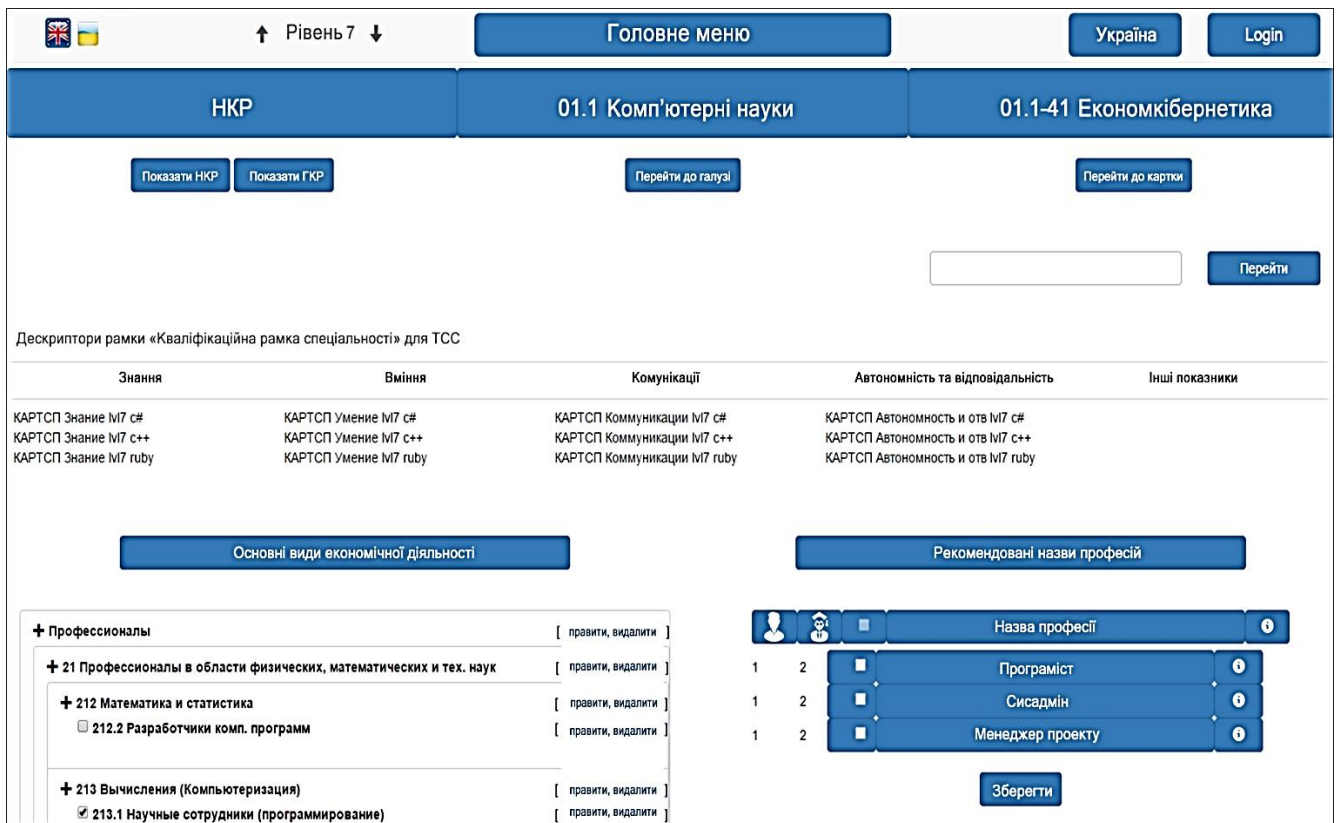 Рівень 7 Головне меню Україна Login
НКР 01.1 Комп'ютерні науки 01.1-41 Економкібернетика
Показати НКР Показати ГКР Перейти до галузі Перейти до картки
Перейти
Дескриптори рамки «Кваліфікаційна рамка спеціальності» для ТСС
Знання Вміння Комунікації Автономність та відповідальність Інші показники
КАРТСП Знание lvl7 c# КАРТСП Умение lvl7 c# КАРТСП Коммуникации lvl7 c# КАРТСП Автономность и отв lvl7 c#
КАРТСП Знание lvl7 c++ КАРТСП Умение lvl7 c++ КАРТСП Коммуникации lvl7 c++ КАРТСП Автономность и отв lvl7 c++
КАРТСП Знание lvl7 ruby КАРТСП Умение lvl7 ruby КАРТСП Коммуникации lvl7 ruby КАРТСП Автономность и отв lvl7 ruby
Основні види економічної діяльності Рекомендовані назви професій
Профессионалы [ правити, видалити ]
21 Профессионалы в области физических, математических и тех. наук [ правити, видалити ]
212 Математика и статистика [ правити, видалити ]
212.2 Разработчики комп. программ [ правити, видалити ]
213 Вычисления (Компьютеризация) [ правити, видалити ]
213.1 Научные сотрудники (программирование) [ правити, видалити ]
Назва професії
1 2 Програміст
1 2 Сисадмін
1 2 Менеджер проекту
Зберегти